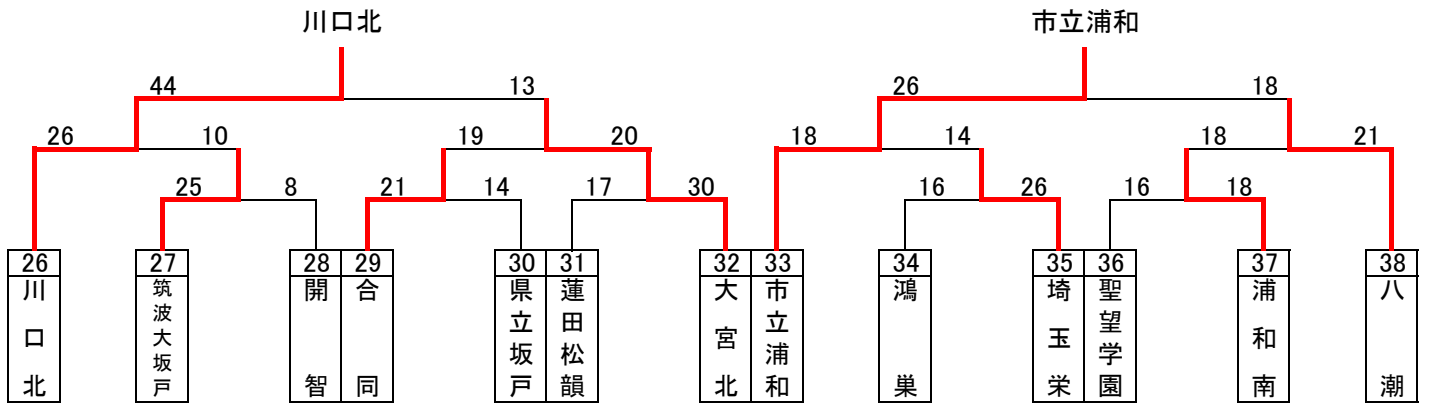 川口北 市立浦和
44 13 26 18
26 10 19 20 18 14 18 21
25 8 21 14 17 30 16 26 16 18
26 27 28 29 30 31 32 33 34 35 36 37 38
川口北
筑波大坂戸
開智
合同
県立坂戸
蓮田松韻
大宮北
市立浦和
鴻巣
埼玉栄
聖望学園
浦和南
八潮